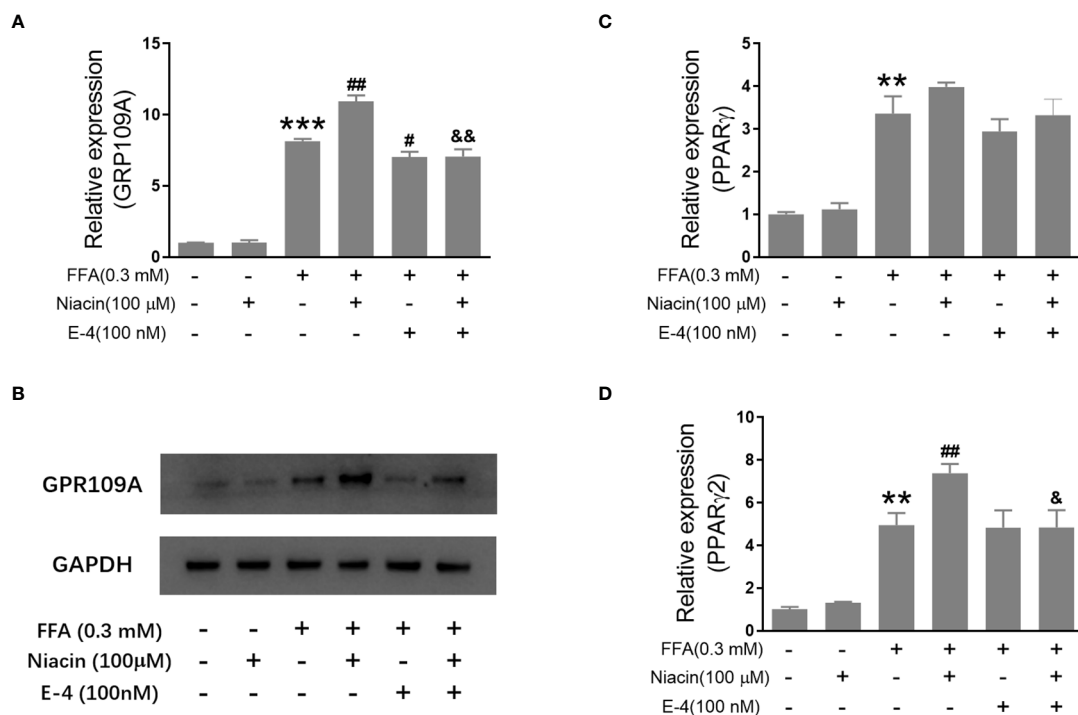 A
Relative expression
(GRP109A)
15
10
5
0
***
##
#
&&
FFA(0.3 mM) - - + + + +
Niacin(100 μM) - + - + - +
E-4(100 nM) - - - - + +
B
GPR109A
GAPDH
FFA (0.3 mM) - - + + + +
Niacin (100μM) - + - + - +
E-4 (100nM) - - - - + +
C
Relative expression
(PPARγ)
5
4
3
2
1
0
**
FFA(0.3 mM) - - + + + +
Niacin(100 μM) - + - + - +
E-4(100 nM) - - - - + +
D
Relative expression
(PPARγ2)
10
8
6
4
2
0
**
##
&
FFA(0.3 mM) - - + + + +
Niacin(100 μM) - + - + - +
E-4(100 nM) - - - - + +